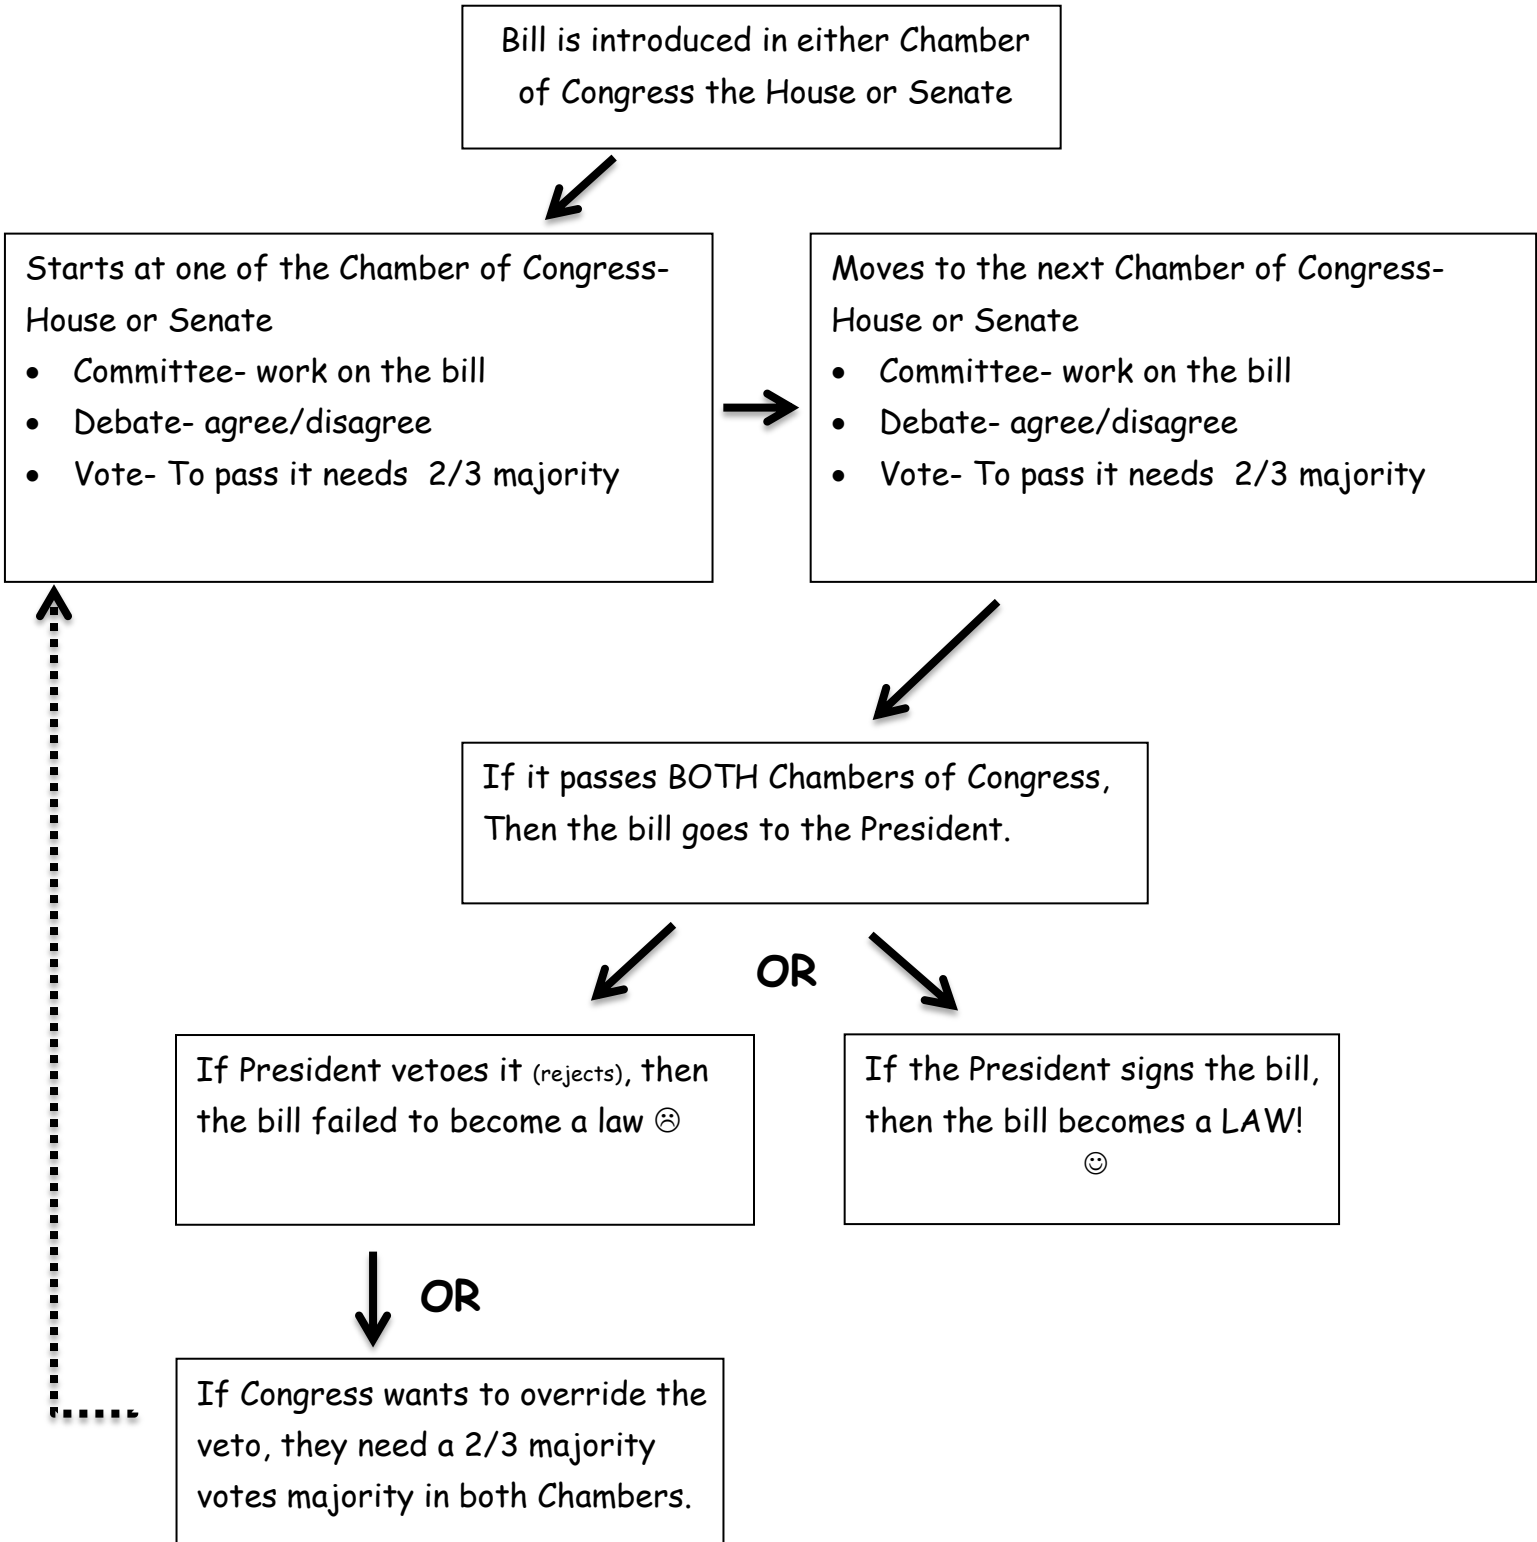 Bill is introduced in either Chamber
of Congress the House or Senate
Starts at one of the Chamber of Congress-
House or Senate
• Committee- work on the bill
• Debate- agree/disagree
• Vote- To pass it needs 2/3 majority
Moves to the next Chamber of Congress-
House or Senate
• Committee- work on the bill
• Debate- agree/disagree
• Vote- To pass it needs 2/3 majority
If it passes BOTH Chambers of Congress,
Then the bill goes to the President.
OR
If President vetoes it (rejects), then
the bill failed to become a law ☹
If the President signs the bill,
then the bill becomes a LAW!
☺
OR
If Congress wants to override the
veto, they need a 2/3 majority
votes majority in both Chambers.